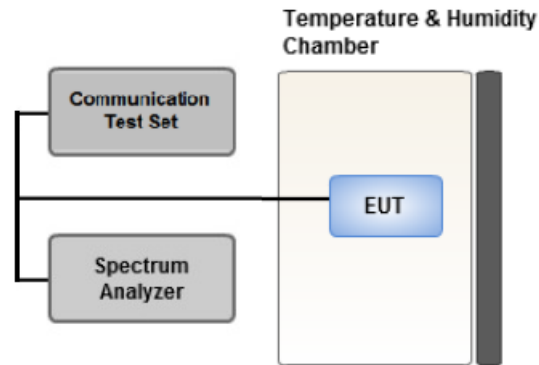 Temperature & Humidity
Chamber
Communication
Test Set
EUT
Spectrum
Analyzer